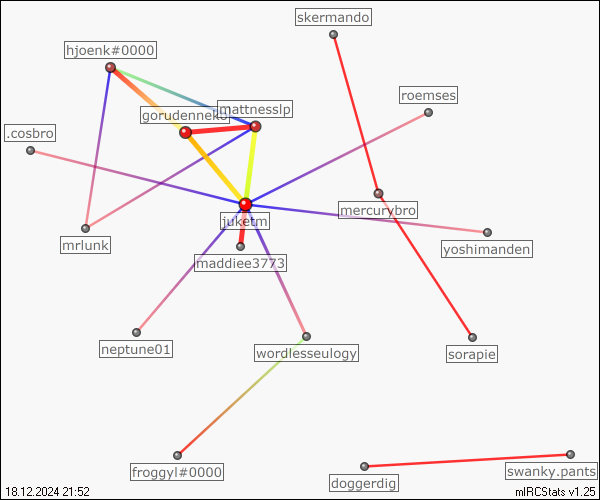 skermando
hjoenk#0000
roemses
mattnesslp
.cosbro
mercurybro
juketm
mrlunk
yoshimanden
maddiee3773
neptune01
wordlesseulogy
sorapie
froggyl#0000
swanky.pants
doggerdig
18.12.2024 21:52
mIRCStats v1.25